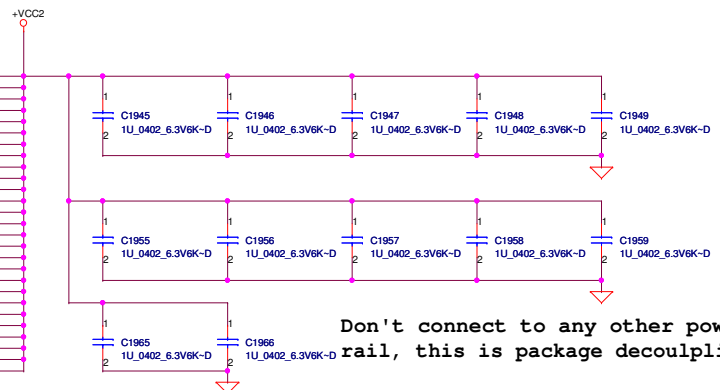 +VCC2
1 1 1 1 1
C1945 C1946 C1947 C1948 C1949
1U_0402_6.3V6K~D 1U_0402_6.3V6K~D 1U_0402_6.3V6K~D 1U_0402_6.3V6K~D 1U_0402_6.3V6K~D
2 2 2 2 2
1 1 1 1 1
C1955 C1956 C1957 C1958 C1959
1U_0402_6.3V6K~D 1U_0402_6.3V6K~D 1U_0402_6.3V6K~D 1U_0402_6.3V6K~D 1U_0402_6.3V6K~D
2 2 2 2 2
Don't connect to any other pow
rail, this is package decoulpli
1 1
C1965 C1966
1U_0402_6.3V6K~D 1U_0402_6.3V6K~D
2 2